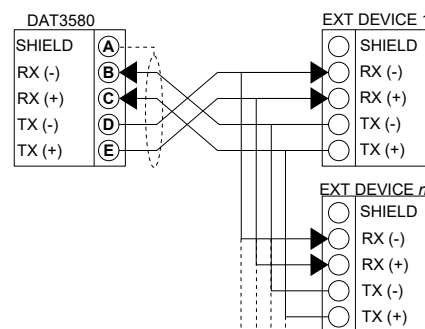 DAT3580
SHIELD A
RX (-) B
RX (+) C
TX (-) D
TX (+) E
EXT DEVICE 1
SHIELD
RX (-)
RX (+)
TX (-)
TX (+)
EXT DEVICE n
SHIELD
RX (-)
RX (+)
TX (-)
TX (+)